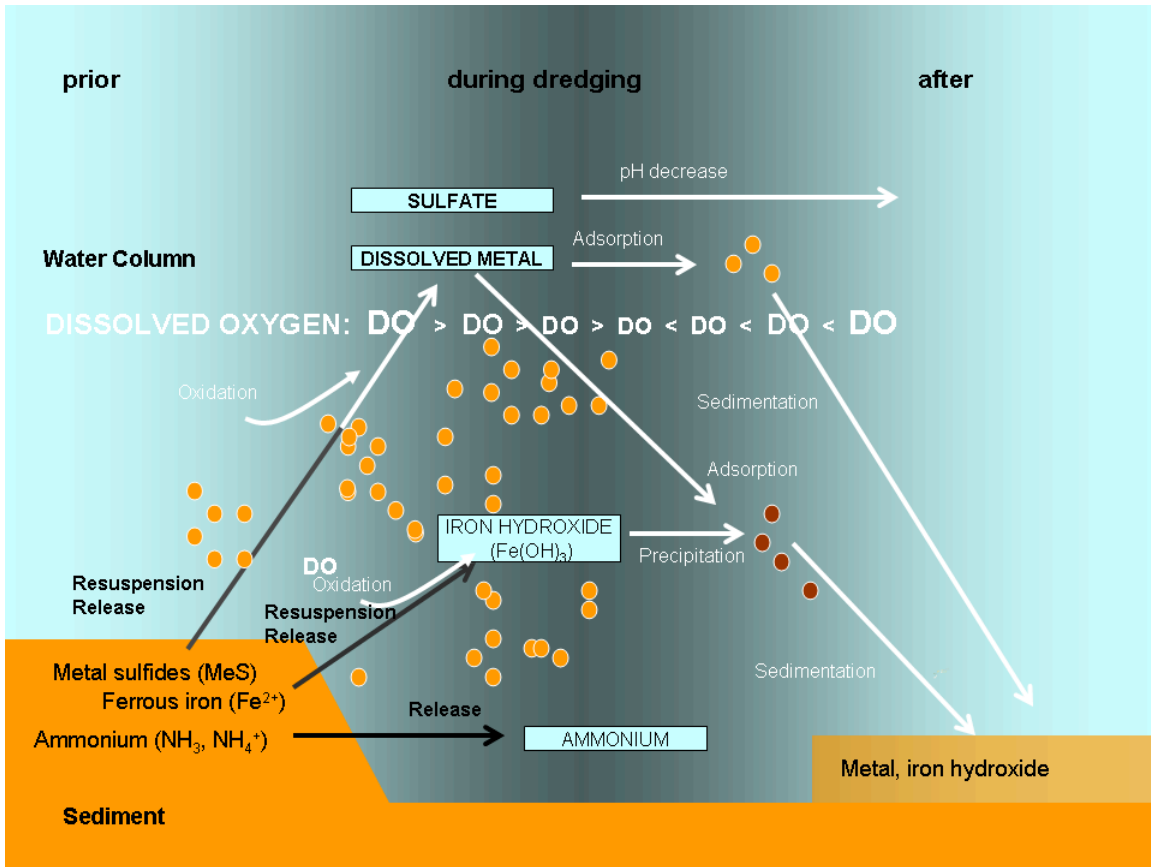 prior
during dredging
after
pH decrease
SULFATE
Adsorption
Water Column
DISSOLVED METAL
DISSOLVED OXYGEN: DO > DO > DO > DO < DO < DO < DO
Oxidation
Sedimentation
Adsorption
IRON HYDROXIDE
(Fe(OH)₃)
Precipitation
DO
Oxidation
Resuspension
Release
Resuspension
Release
Metal sulfides (MeS)
Ferrous iron (Fe²⁺)
Sedimentation
Release
Ammonium (NH₃, NH₄⁺)
AMMONIUM
Metal, iron hydroxide
Sediment